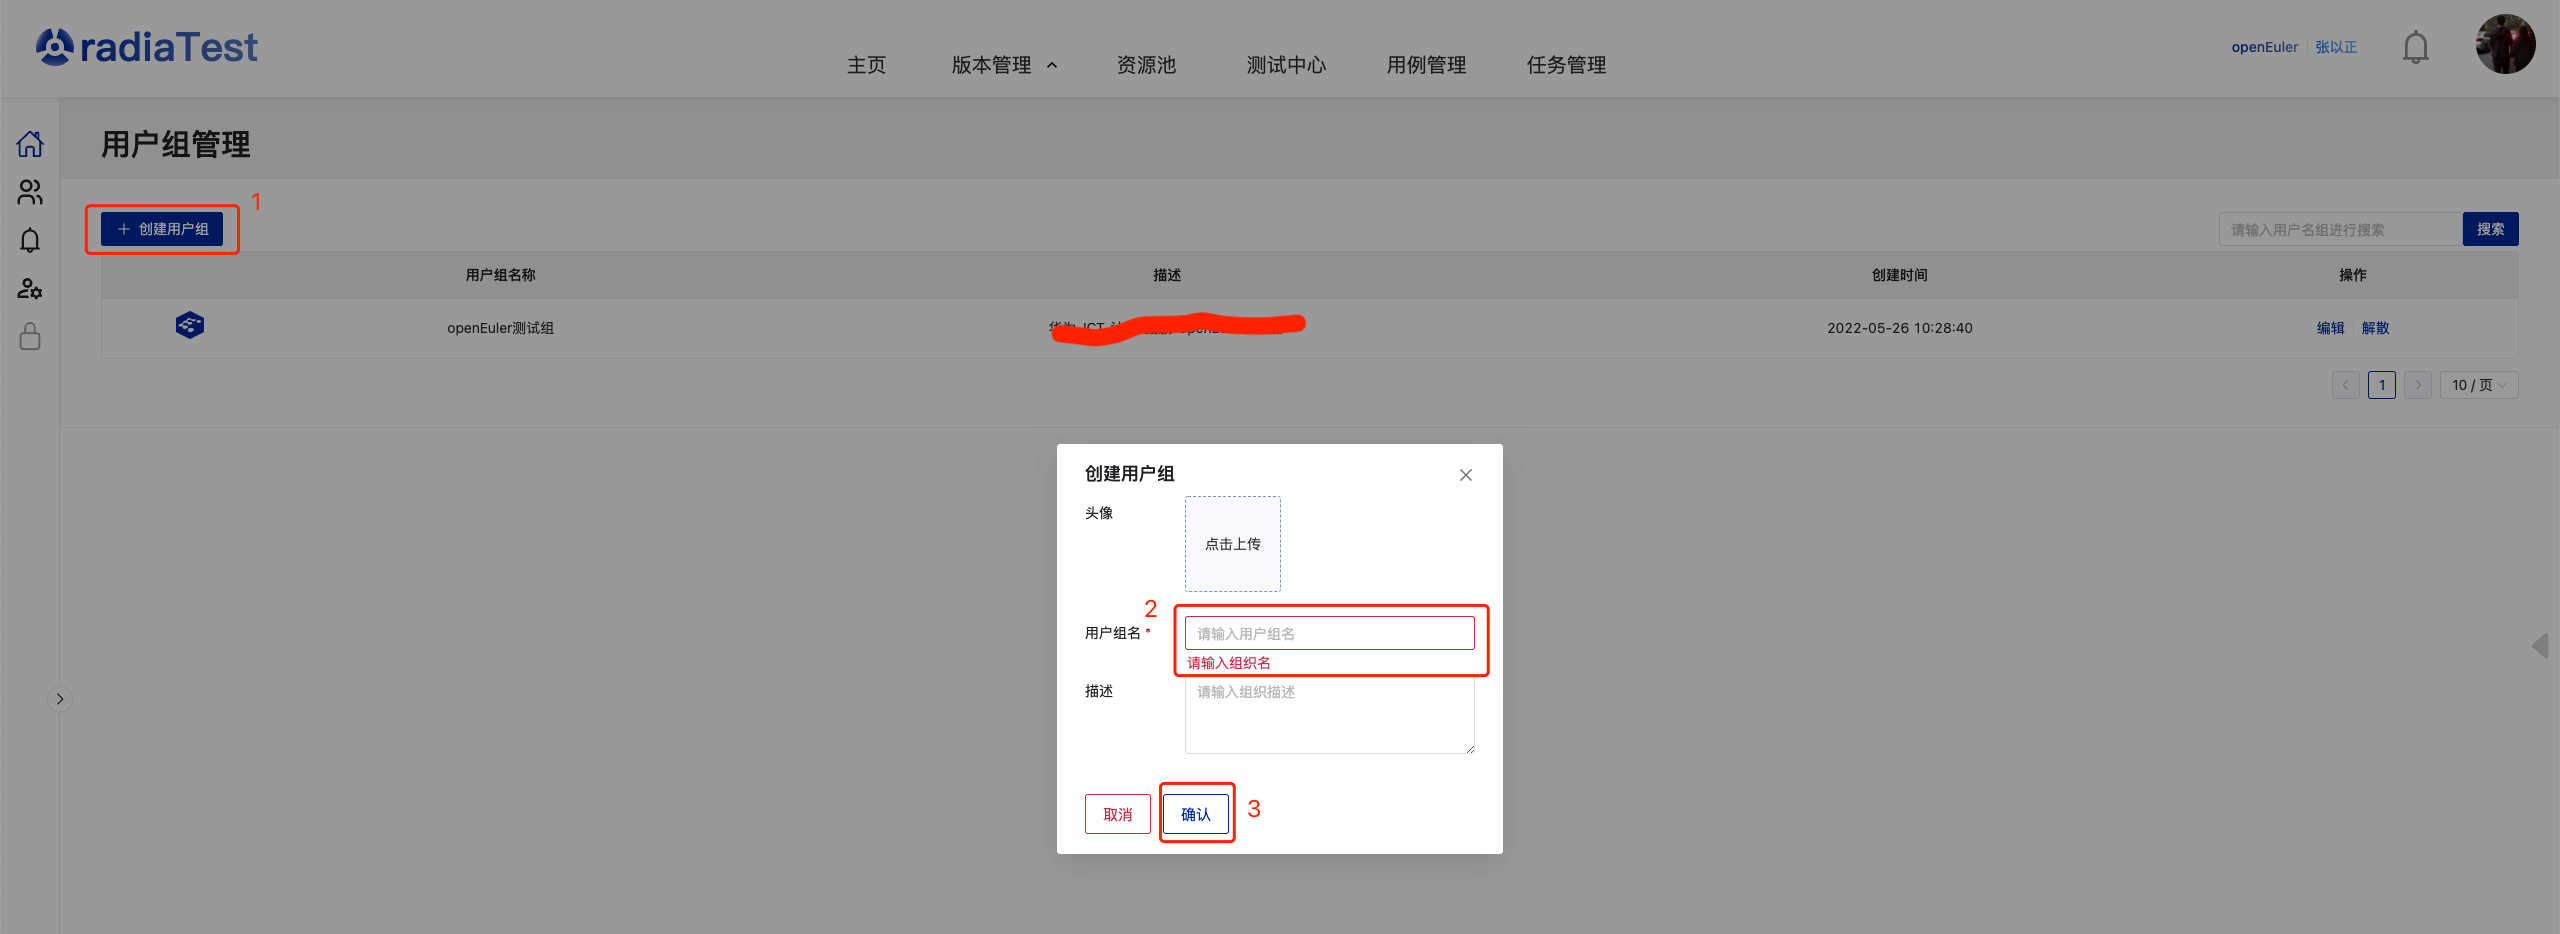 radiaTest
主页
版本管理
资源池
测试中心
用例管理
任务管理
openEuler 张以正
用户组管理
1
+ 创建用户组
请输入用户名组进行搜索
搜索
用户组名称 描述 创建时间 操作
openEuler测试组 ICT 2022-05-26 10:28:40 编辑 解散
1
10 / 页
创建用户组
头像
点击上传
2
用户组名 *
请输入用户组名
请输入组织名
描述
请输入组织描述
取消
确认
3